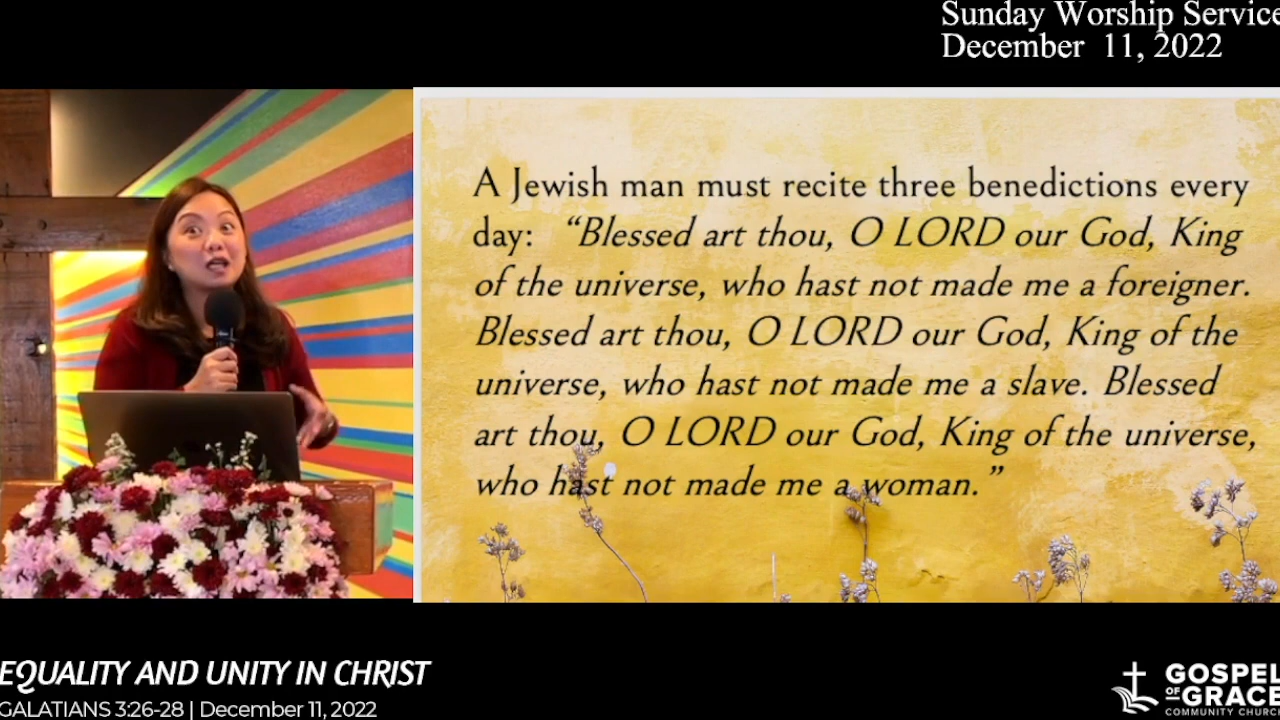 Sunday Worship Service
December 11, 2022
A Jewish man must recite three benedictions every
day: “Blessed art thou, O LORD our God, King
of the universe, who hast not made me a foreigner.
Blessed art thou, O LORD our God, King of the
universe, who hast not made me a slave. Blessed
art thou, O LORD our God, King of the universe,
who hast not made me a woman.”
EQUALITY AND UNITY IN CHRIST
GALATIANS 3:26-28 | December 11, 2022
GOSPEL
OF GRACE
COMMUNITY CHURCH